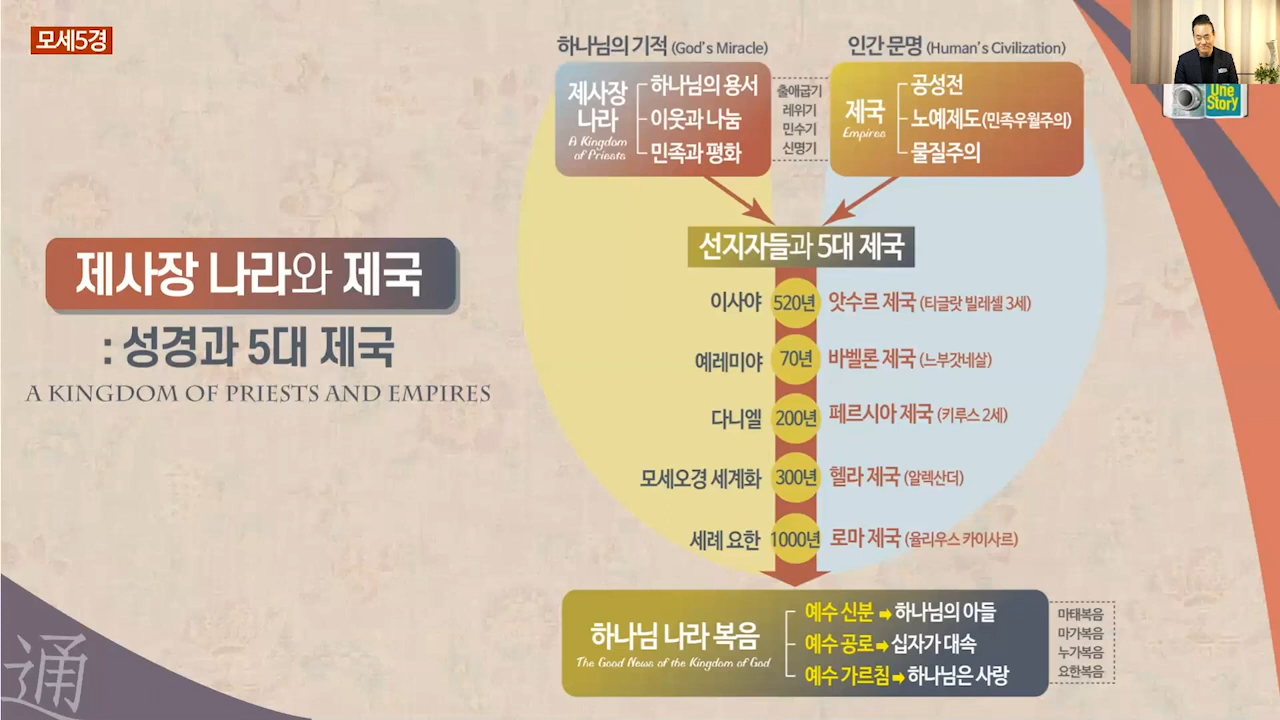 모세5경
One
Story
제사장 나라와 제국
: 성경과 5대 제국
A KINGDOM OF PRIESTS AND EMPIRES
하나님의 기적 (God's Miracle)
인간 문명 (Human's Civilization)
제사장
나라
A Kingdom
of Priests
하나님의 용서
이웃과 나눔
민족과 평화
출애굽기
레위기
민수기
신명기
제국
Empires
공성전
노예제도(민족우월주의)
물질주의
선지자들과 5대 제국
이사야 520년 앗수르 제국 (티글랏 빌레셀 3세)
예레미야 70년 바벨론 제국 (느부갓네살)
다니엘 200년 페르시아 제국 (키루스 2세)
모세오경 세계화 300년 헬라 제국 (알렉산더)
세례 요한 1000년 로마 제국 (율리우스 카이사르)
하나님 나라 복음
The Good News of the Kingdom of God
예수 신분 ➡ 하나님의 아들
예수 공로 ➡ 십자가 대속
예수 가르침 ➡ 하나님은 사랑
마태복음
마가복음
누가복음
요한복음
通